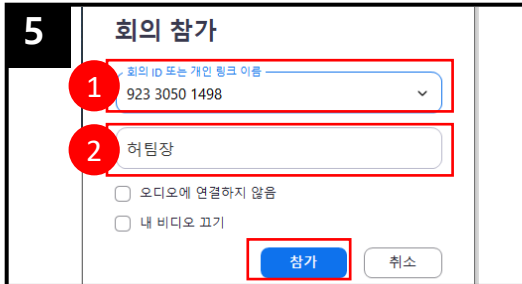 5
회의 참가
회의 ID 또는 개인 링크 이름
1
923 3050 1498
2
허팀장
오디오에 연결하지 않음
내 비디오 끄기
참가
취소